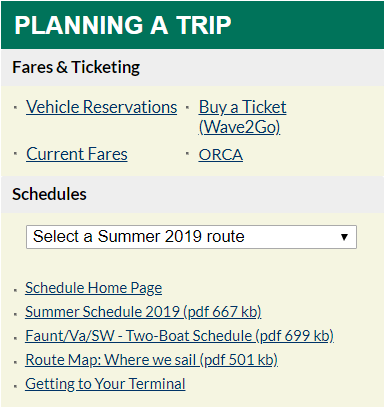 PLANNING A TRIP
Fares & Ticketing
Vehicle Reservations
Buy a Ticket
(Wave2Go)
Current Fares
ORCA
Schedules
Select a Summer 2019 route
Schedule Home Page
Summer Schedule 2019 (pdf 667 kb)
Faunt/Va/SW - Two-Boat Schedule (pdf 699 kb)
Route Map: Where we sail (pdf 501 kb)
Getting to Your Terminal